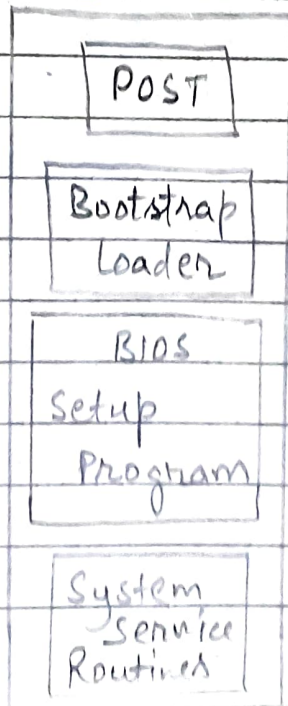 POST
Bootstrap
Loader
BIOS
Setup
Program
System
Service
Routines